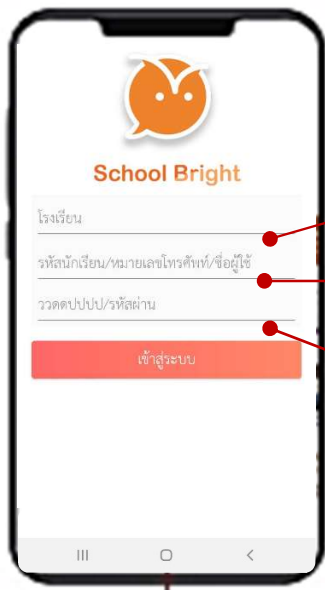 School Bright
โรงเรียน
รหัสนักเรียน/หมายเลขโทรศัพท์/ชื่อผู้ใช้
ววดดปปปป/รหัสผ่าน
เข้าสู่ระบบ